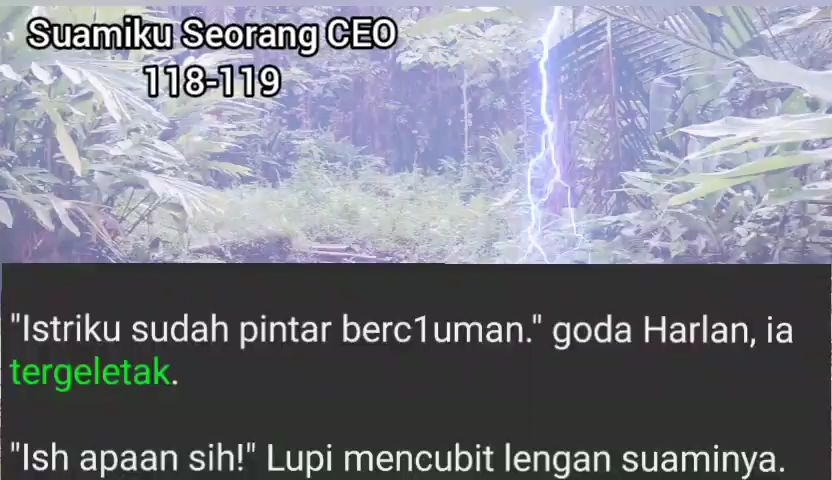 Suamiku Seorang CEO
118-119
"Istriku sudah pintar berc1uman." goda Harlan, ia
tergeletak.
"Ish apaan sih!" Lupi mencubit lengan suaminya.